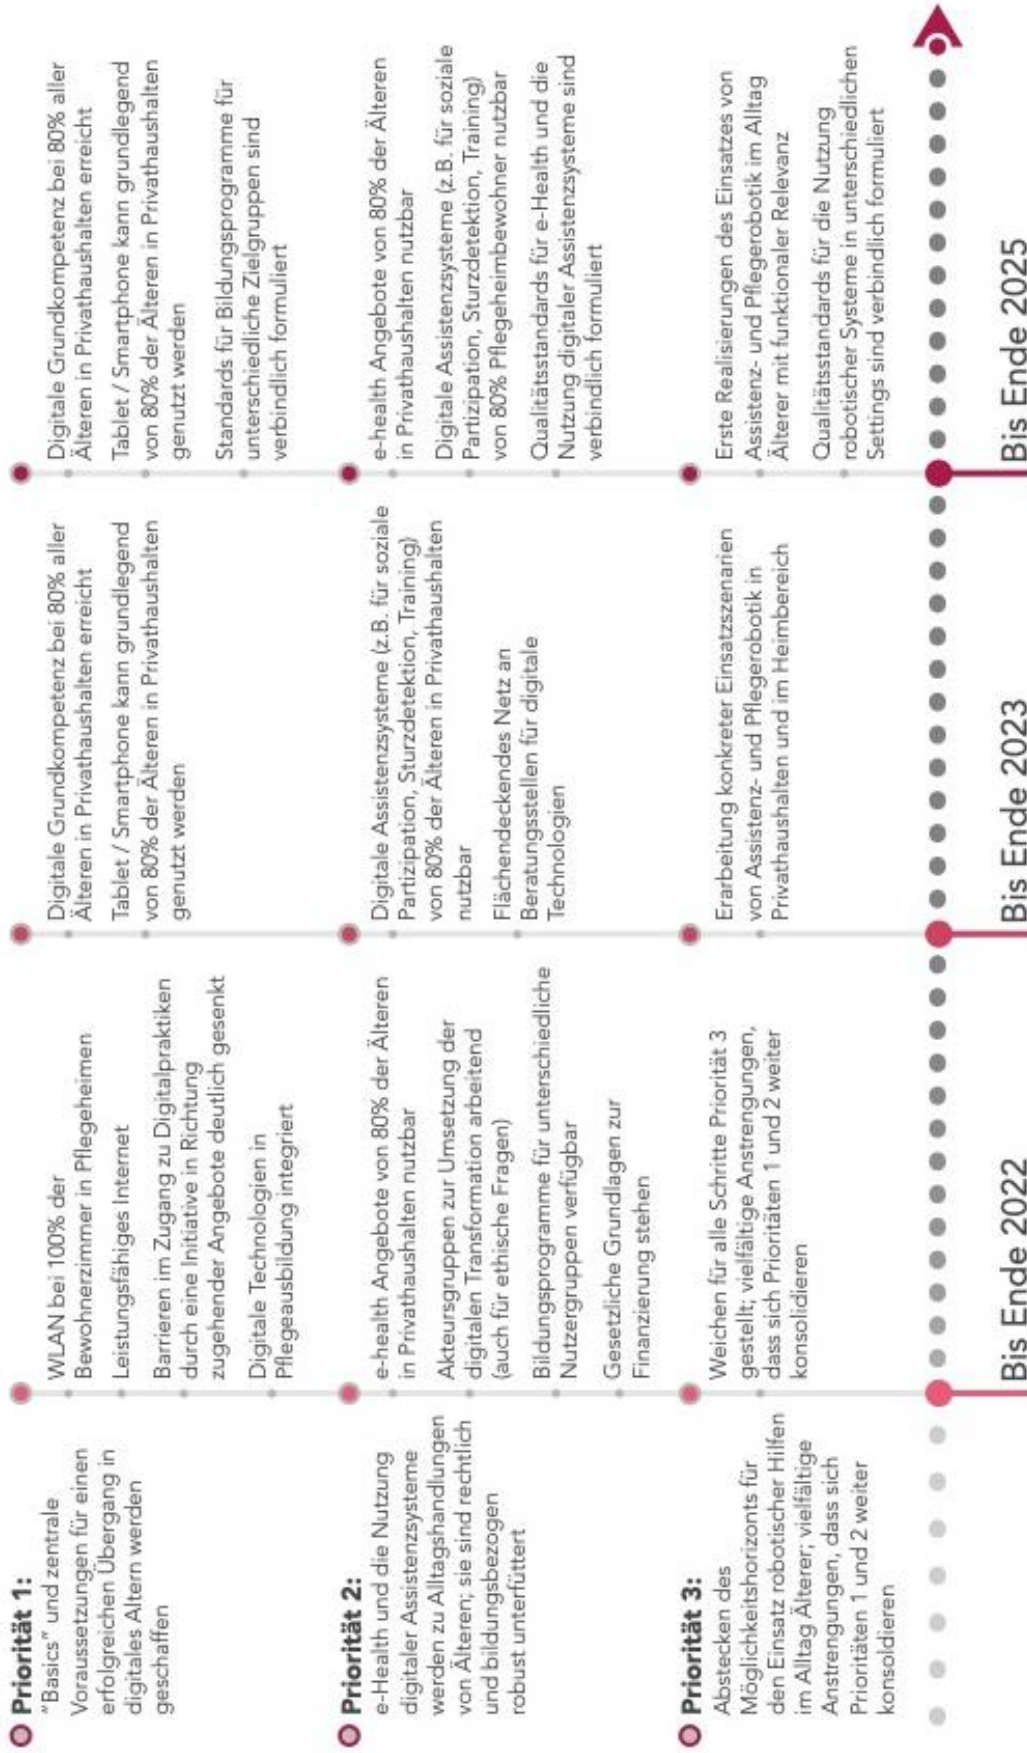 Priorität 1:
"Basics" und zentrale
Voraussetzungen für einen
erfolgreichen Übergang in
digitales Altern werden
geschaffen
WLAN bei 100% der
Bewohnerzimmer in Pflegeheimen
Leistungsfähiges Internet
Barrieren im Zugang zu Digitalpraktiken
durch eine Initiative in Richtung
zugehender Angebote deutlich gesenkt
Digitale Technologien in
Pflegeausbildung integriert
Digitale Grundkompetenz bei 80% aller
Älteren in Privathaushalten erreicht
Tablet / Smartphone kann grundlegend
von 80% der Älteren in Privathaushalten
genutzt werden
Digitale Grundkompetenz bei 80% aller
Älteren in Privathaushalten erreicht
Tablet / Smartphone kann grundlegend
von 80% der Älteren in Privathaushalten
genutzt werden
Standards für Bildungsprogramme für
unterschiedliche Zielgruppen sind
verbindlich formuliert
Priorität 2:
e-Health und die Nutzung
digitaler Assistenzsysteme
werden zu Alltagshandlungen
von Älteren; sie sind rechtlich
und bildungsbezogen
robust unterfüttert
e-health Angebote von 80% der Älteren
in Privathaushalten nutzbar
Akteursgruppen zur Umsetzung der
digitalen Transformation arbeitend
(auch für ethische Fragen)
Bildungsprogramme für unterschiedliche
Nutzergruppen verfügbar
Gesetzliche Grundlagen zur
Finanzierung stehen
Digitale Assistenzsysteme (z.B. für soziale
Partizipation, Sturzdetektion, Training)
von 80% der Älteren in Privathaushalten
nutzbar
Flächendeckendes Netz an
Beratungsstellen für digitale
Technologien
e-health Angebote von 80% der Älteren
in Privathaushalten nutzbar
Digitale Assistenzsysteme (z.B. für soziale
Partizipation, Sturzdetektion, Training)
von 80% Pflegeheimbewohner nutzbar
Qualitätsstandards für e-Health und die
Nutzung digitaler Assistenzsysteme sind
verbindlich formuliert
Priorität 3:
Abstecken des
Möglichkeitshorizonts für
den Einsatz robotischer Hilfen
im Alltag Älterer; vielfältige
Anstrengungen, dass sich
Prioritäten 1 und 2 weiter
konsolidieren
Weichen für alle Schritte Priorität 3
gestellt; vielfältige Anstrengungen,
dass sich Prioritäten 1 und 2 weiter
konsolidieren
Erarbeitung konkreter Einsatzszenarien
von Assistenz- und Pflegerobotik in
Privathaushalten und im Heimbereich
Erste Realisierungen des Einsatzes von
Assistenz- und Pflegerobotik im Alltag
Älterer mit funktionaler Relevanz
Qualitätsstandards für die Nutzung
robotischer Systeme in unterschiedlichen
Settings sind verbindlich formuliert
Bis Ende 2022
Bis Ende 2023
Bis Ende 2025